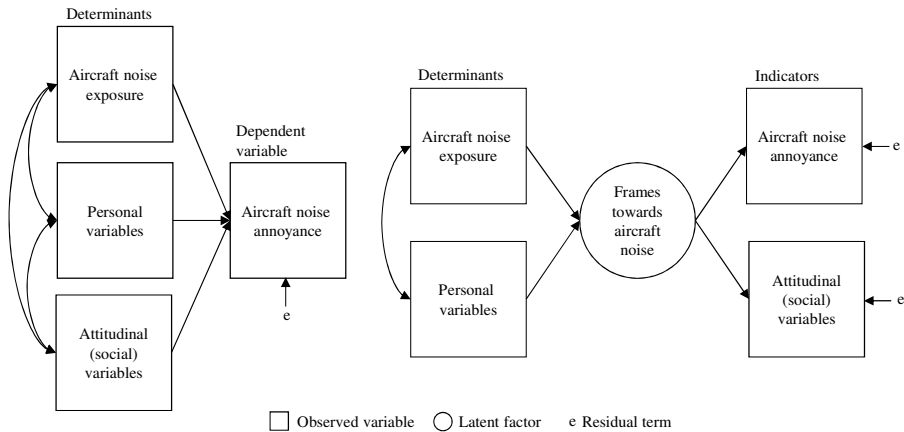 Determinants
Aircraft noise
exposure
Personal
variables
Attitudinal
(social)
variables
Dependent
variable
Aircraft noise
annoyance
e
Determinants
Aircraft noise
exposure
Personal
variables
Frames
towards
aircraft
noise
Indicators
Aircraft noise
annoyance
e
Attitudinal
(social)
variables
e
Observed variable
Latent factor
e Residual term